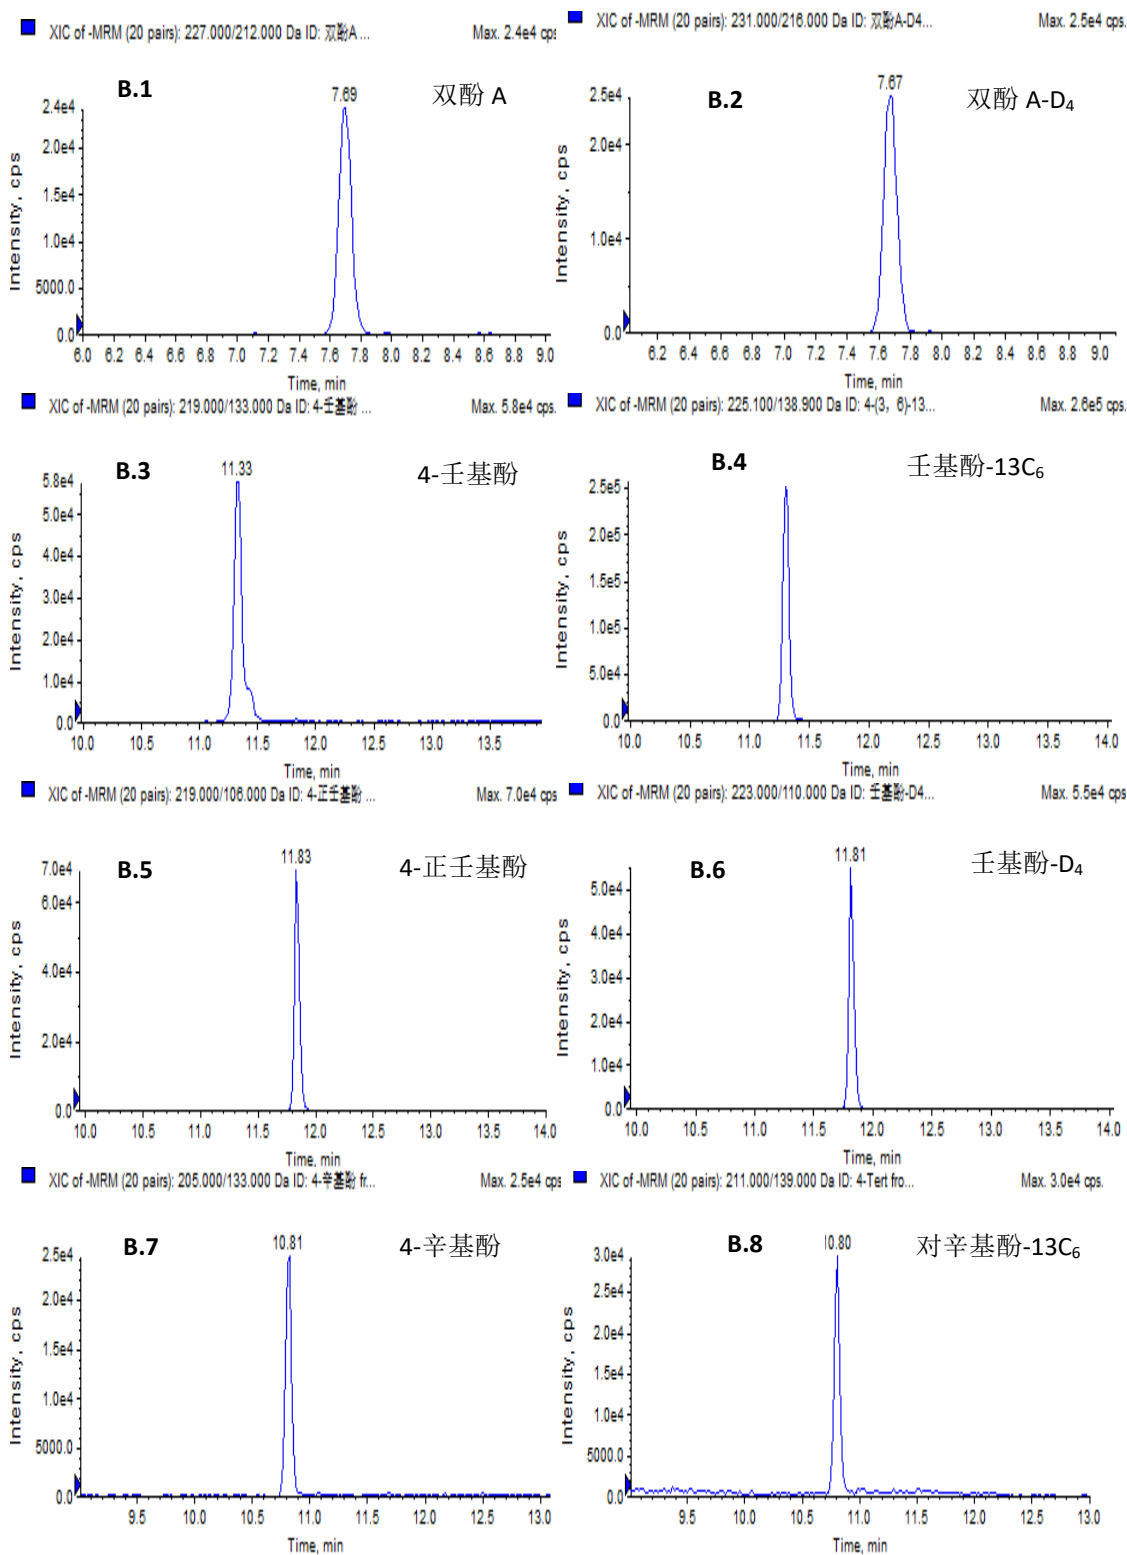 XIC of -MRM (20 pairs): 227.000/212.000 Da ID: 双酚A ...
Max. 2.4e4 cps
B.1
双酚 A
7.69
2.4e4
2.0e4
1.5e4
1.0e4
5000.0
0.0
Intensity, cps
6.0 6.2 6.4 6.6 6.8 7.0 7.2 7.4 7.6 7.8 8.0 8.2 8.4 8.6 8.8 9.0
Time, min
XIC of -MRM (20 pairs): 231.000/216.000 Da ID: 双酚A-D4...
Max. 2.5e4 cps.
B.2
双酚 A-D₄
7.67
2.5e4
2.0e4
1.0e4
0.0
Intensity, cps
6.2 6.4 6.6 6.8 7.0 7.2 7.4 7.6 7.8 8.0 8.2 8.4 8.6 8.8 9.0
Time, min
XIC of -MRM (20 pairs): 219.000/133.000 Da ID: 4-壬基酚 ...
Max. 5.8e4 cps.
B.3
4-壬基酚
11.33
5.8e4
5.0e4
4.0e4
3.0e4
2.0e4
1.0e4
0.0
Intensity, cps
10.0 10.5 11.0 11.5 12.0 12.5 13.0 13.5
Time, min
XIC of -MRM (20 pairs): 225.100/138.900 Da ID: 4-(3，6)-13...
Max. 2.6e5 cps.
B.4
壬基酚-13C₆
2.5e5
2.0e5
1.5e5
1.0e5
5.0e4
0.0
Intensity, cps
10.0 10.5 11.0 11.5 12.0 12.5 13.0 13.5 14.0
Time, min
XIC of -MRM (20 pairs): 219.000/106.000 Da ID: 4-正壬基酚 ...
Max. 7.0e4 cps
B.5
4-正壬基酚
11.83
7.0e4
6.0e4
4.0e4
2.0e4
0.0
Intensity, cps
10.0 10.5 11.0 11.5 12.0 12.5 13.0 13.5 14.0
Time, min
XIC of -MRM (20 pairs): 223.000/110.000 Da ID: 壬基酚-D4...
Max. 5.5e4 cps
B.6
壬基酚-D₄
11.81
5.0e4
4.0e4
3.0e4
2.0e4
1.0e4
0.0
Intensity, cps
10.0 10.5 11.0 11.5 12.0 12.5 13.0 13.5 14.0
Time, min
XIC of -MRM (20 pairs): 205.000/133.000 Da ID: 4-辛基酚 fr...
Max. 2.5e4 cps
B.7
4-辛基酚
10.81
2.5e4
2.0e4
1.5e4
1.0e4
5000.0
0.0
Intensity, cps
9.5 10.0 10.5 11.0 11.5 12.0 12.5 13.0
Time, min
XIC of -MRM (20 pairs): 211.000/139.000 Da ID: 4-Tert fro...
Max. 3.0e4 cps.
B.8
对辛基酚-13C₆
10.80
3.0e4
2.5e4
2.0e4
1.5e4
1.0e4
5000.0
0.0
Intensity, cps
9.5 10.0 10.5 11.0 11.5 12.0 12.5 13.0
Time, min